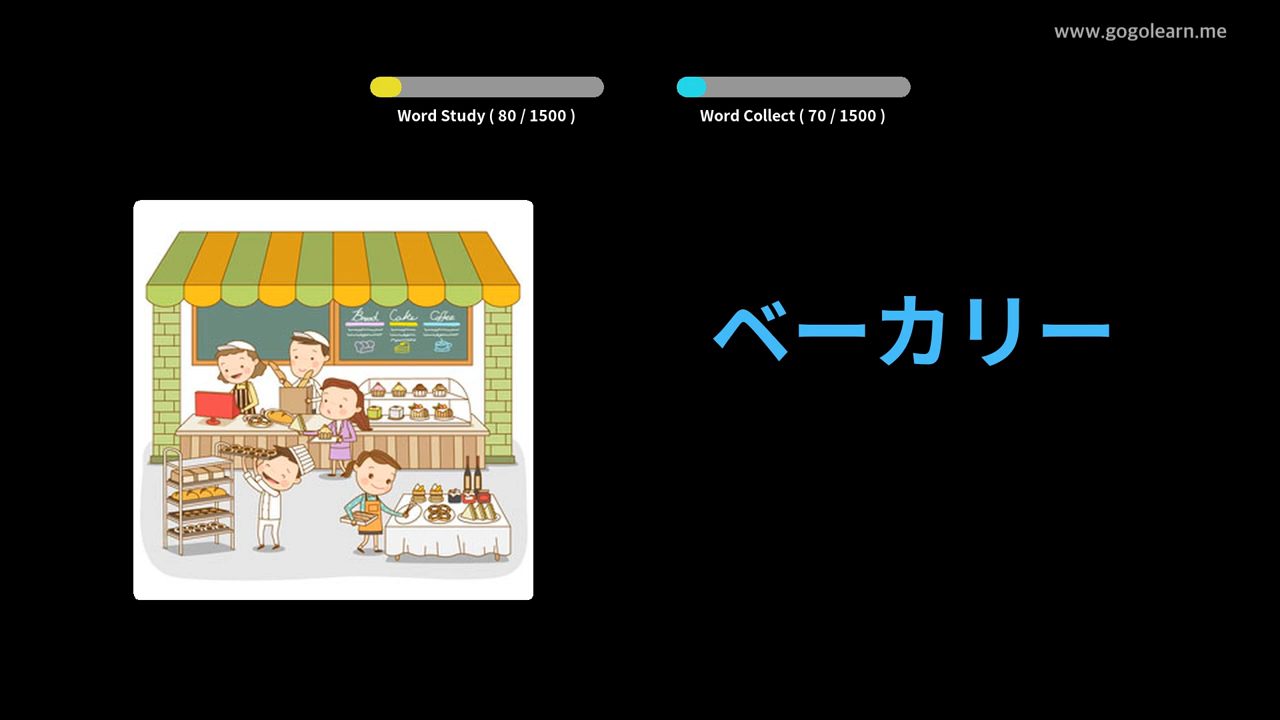 www.gogolearn.me
Word Study ( 80 / 1500 )
Word Collect ( 70 / 1500 )
ベーカリー
Bread Cake Coffee